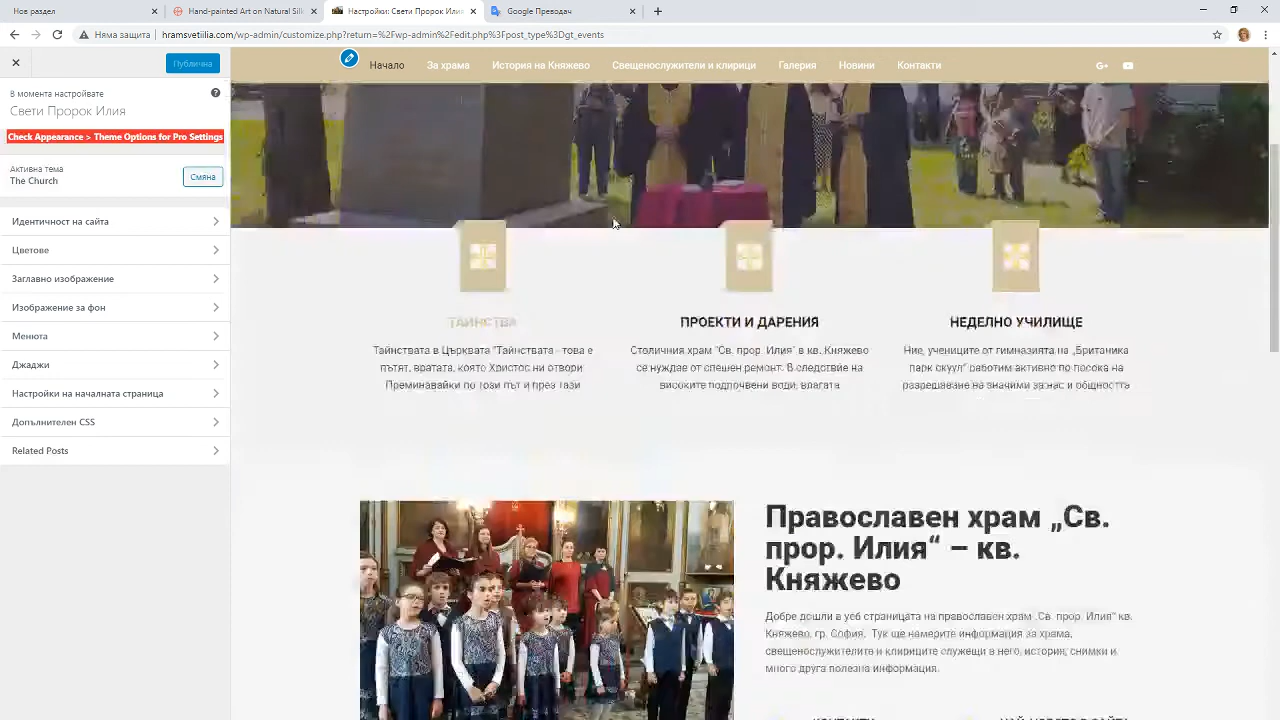 Нов раздел
Swed-paint | Art on Natural Silk
Настройки: Свети Пророк Илия
Google Преводач
Няма защита | hramsvetiilia.com/wp-admin/customize.php?return=%2Fwp-admin%2Fedit.php%3Fpost_type%3Dgt_events
Публична
В момента настройвате
Свети Пророк Илия
Check Appearance > Theme Options for Pro Settings
Активна тема
The Church
Смяна
Идентичност на сайта
Цветове
Заглавно изображение
Изображение за фон
Менюта
Джаджи
Настройки на началната страница
Допълнителен CSS
Related Posts
Начало За храма История на Княжево Свещенослужители и клирици Галерия Новини Контакти
ТАИНСТВА
Тайнствата в Църквата "Тайнствата - това е
пътят, вратата, която Христос ни отвори.
Преминавайки по този път и през тази
ПРОЕКТИ И ДАРЕНИЯ
Столичния храм "Св. прор. Илия" в кв. Княжево
се нуждае от спешен ремонт. В следствие на
високите подпочвени води, влагата
НЕДЕЛНО УЧИЛИЩЕ
Ние, учениците от гимназията на „Британика
парк скуул“ работим активно по посока на
разрешаване на значими за нас и общността
Православен храм „Св.
прор. Илия“ – кв.
Княжево
Добре дошли а уеб страницата на православен храм „Св. прор. Илия“ кв.
Княжево, гр. София. Тук ще намерите информация за храма,
свещенослужителите и клириците служещи в него, история, снимки и
много друга полезна информация.